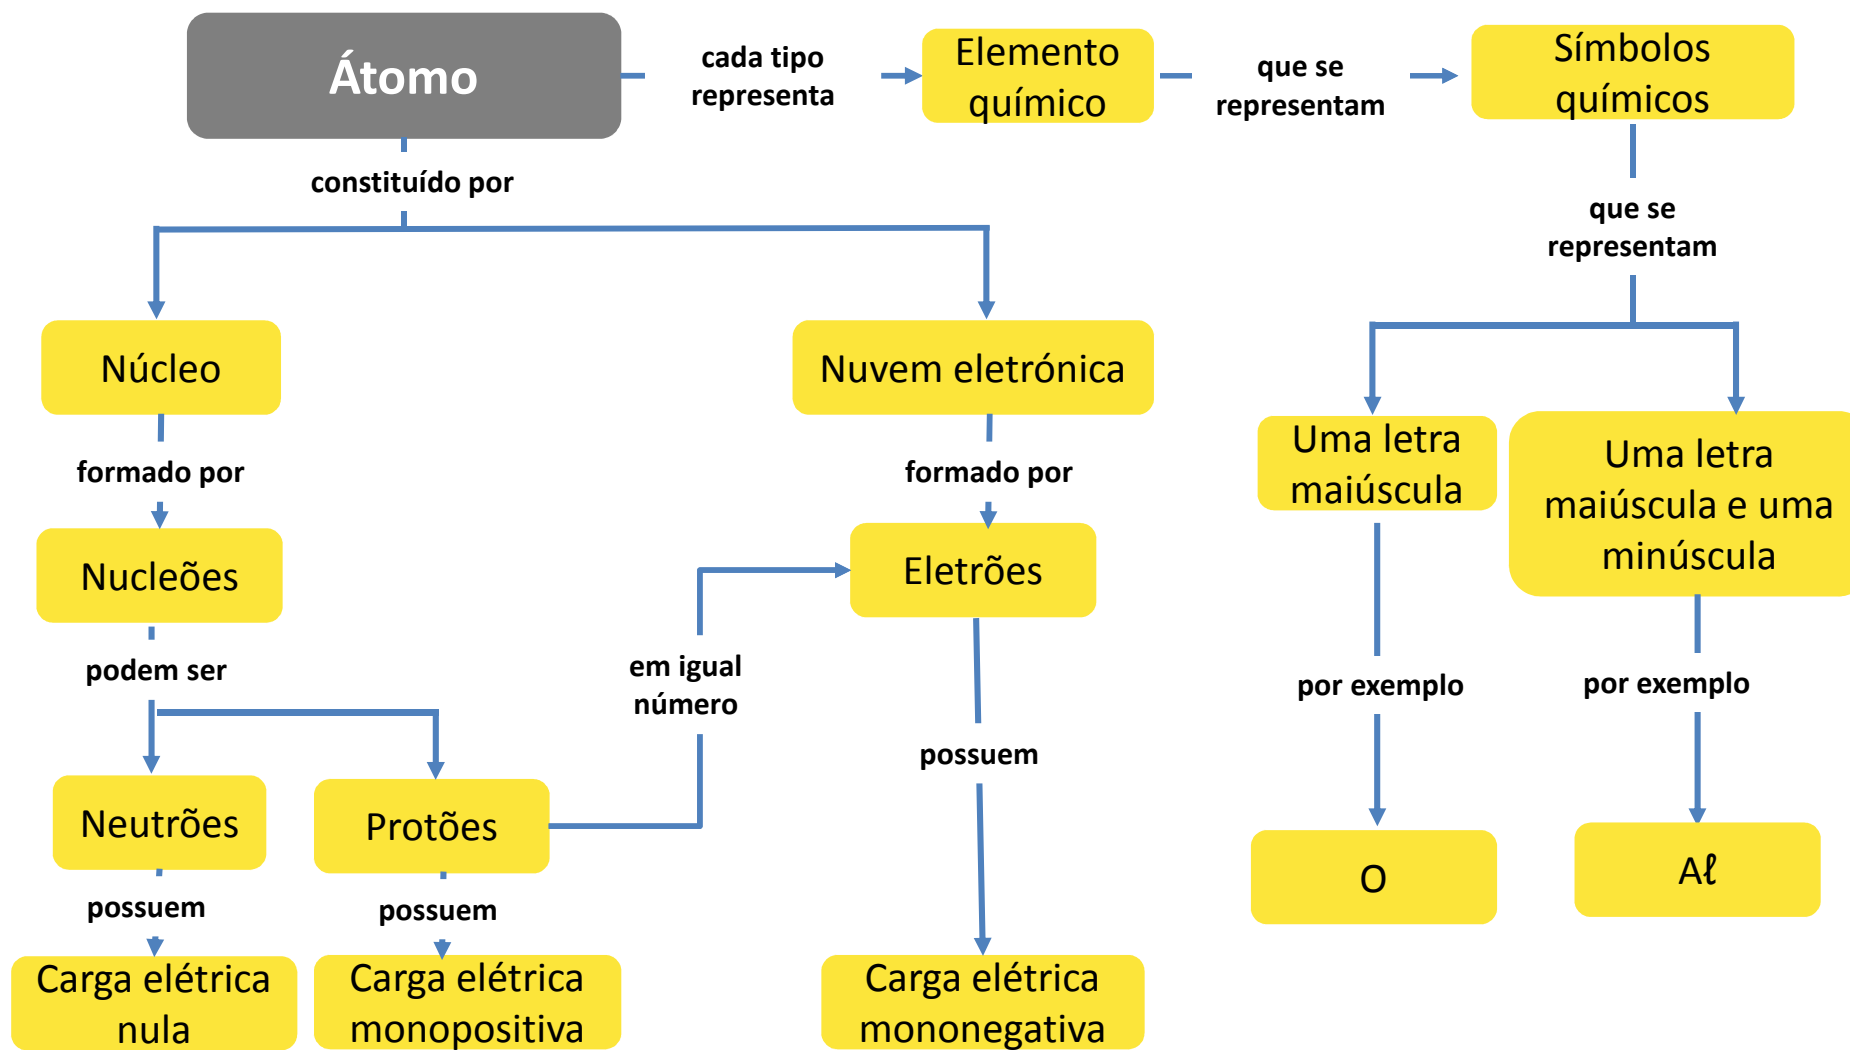 Átomo
cada tipo
representa
Elemento
químico
que se
representam
Símbolos
químicos
constituído por
que se
representam
Núcleo
Nuvem eletrónica
Uma letra
maiúscula
Uma letra
maiúscula e uma
minúscula
formado por
formado por
Nucleões
Eletrões
podem ser
em igual
número
por exemplo
por exemplo
possuem
Neutrões
Protões
O
Aℓ
possuem
possuem
Carga elétrica
nula
Carga elétrica
monopositiva
Carga elétrica
mononegativa